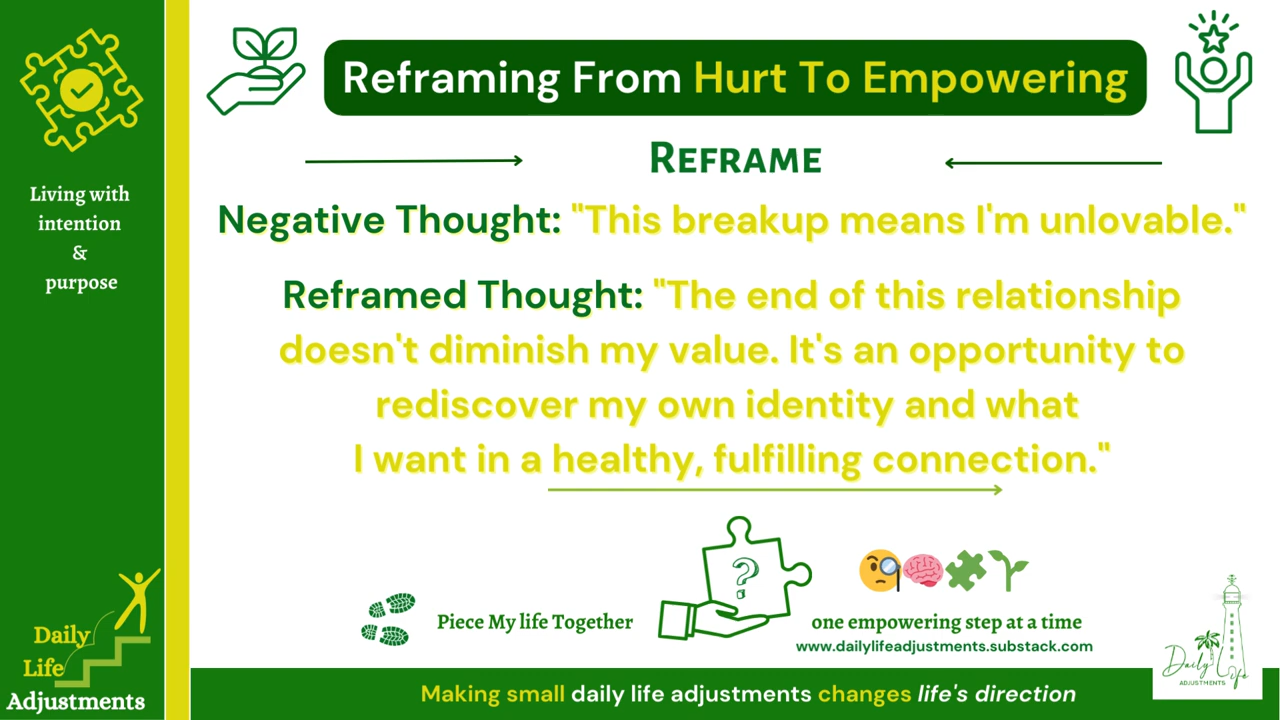 Living with
intention
&
purpose
Daily
Life
Adjustments
Reframing From Hurt To Empowering
REFRAME
Negative Thought: "This breakup means I'm unlovable."
Reframed Thought: "The end of this relationship
doesn't diminish my value. It's an opportunity to
rediscover my own identity and what
I want in a healthy, fulfilling connection."
?
Piece My life Together
one empowering step at a time
www.dailylifeadjustments.substack.com
Daily Life
ADJUSTMENTS
Making small daily life adjustments changes life's direction